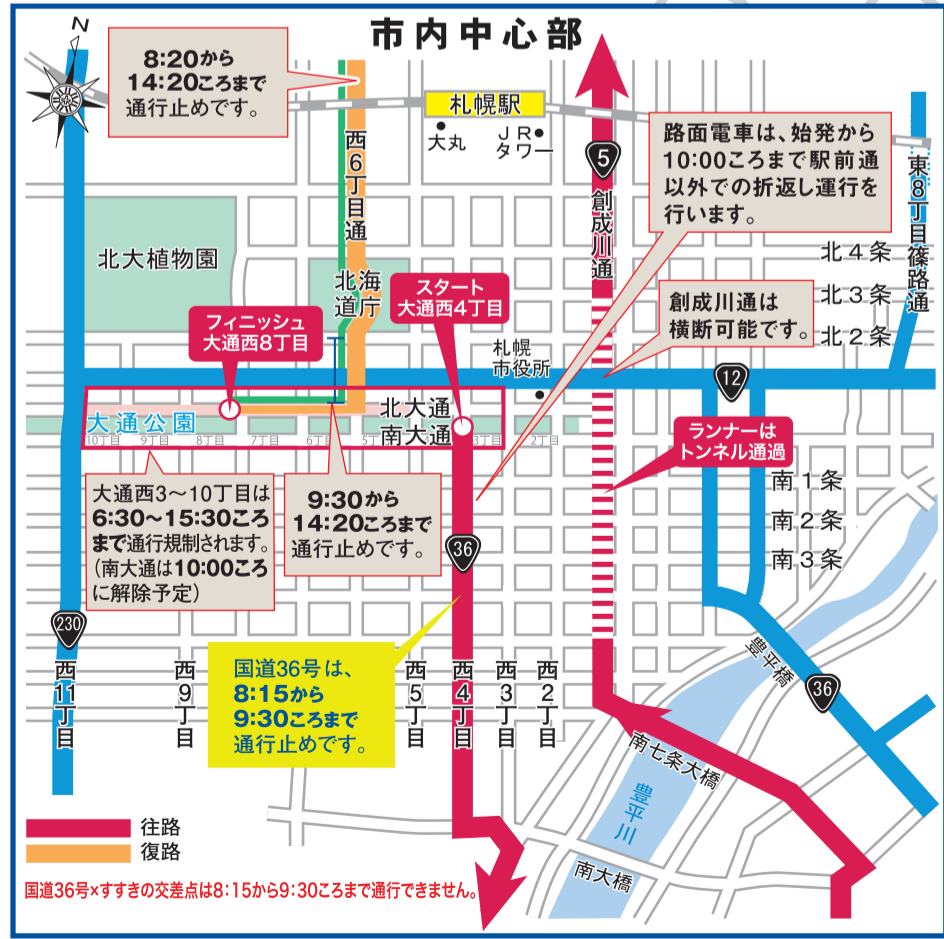 市内中心部
N
8:20から
14:20ころまで
通行止めです。
札幌駅
大丸
JR
タワー
路面電車は、始発から
10:00ころまで駅前通
以外での折返し運行を
行います。
5
創成川通
西6丁目通
東8丁目篠路通
北大植物園
北海
道庁
スタート
大通西4丁目
フィニッシュ
大通西8丁目
北4条
北3条
北2条
創成川通は
横断可能です。
札幌
市役所
12
大通公園
北大通
南大通
10丁目
9丁目
8丁目
7丁目
6丁目
5丁
3丁目
2丁目
ランナーは
トンネル通過
大通西3～10丁目は
6:30～15:30ころ
まで通行規制されます。
(南大通は10:00ころ
に解除予定)
9:30から
14:20ころまで
通行止めです。
南1条
南2条
南3条
36
230
国道36号は、
8:15から
9:30ころまで
通行止めです。
西11丁目
西9丁目
西5丁目
西4丁目
西3丁目
西2丁目
豊平橋
36
南七条大橋
豊平川
南大橋
往路
復路
国道36号×すすきの交差点は8:15から9:30ころまで通行できません。